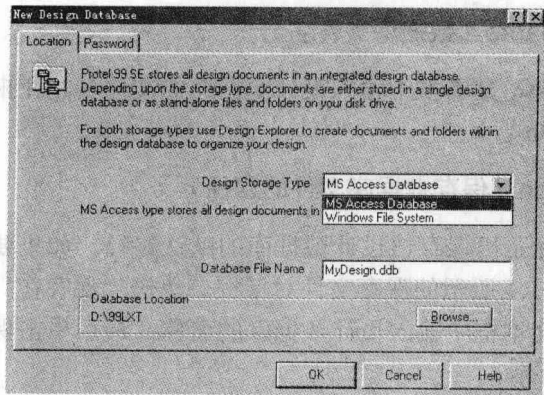 New Design Database
Location
Password
Protel 99 SE stores all design documents in an integrated design database.
Depending upon the storage type, documents are either stored in a single design
database or as stand-alone files and folders on your disk drive.
For both storage types use Design Explorer to create documents and folders within
the design database to organize your design.
Design Storage Type MS Access Database
MS Access Database
MS Access type stores all design documents in
Windows File System
Database File Name MyDesign.ddb
Database Location
D:\99LXT
Browse...
OK Cancel Help